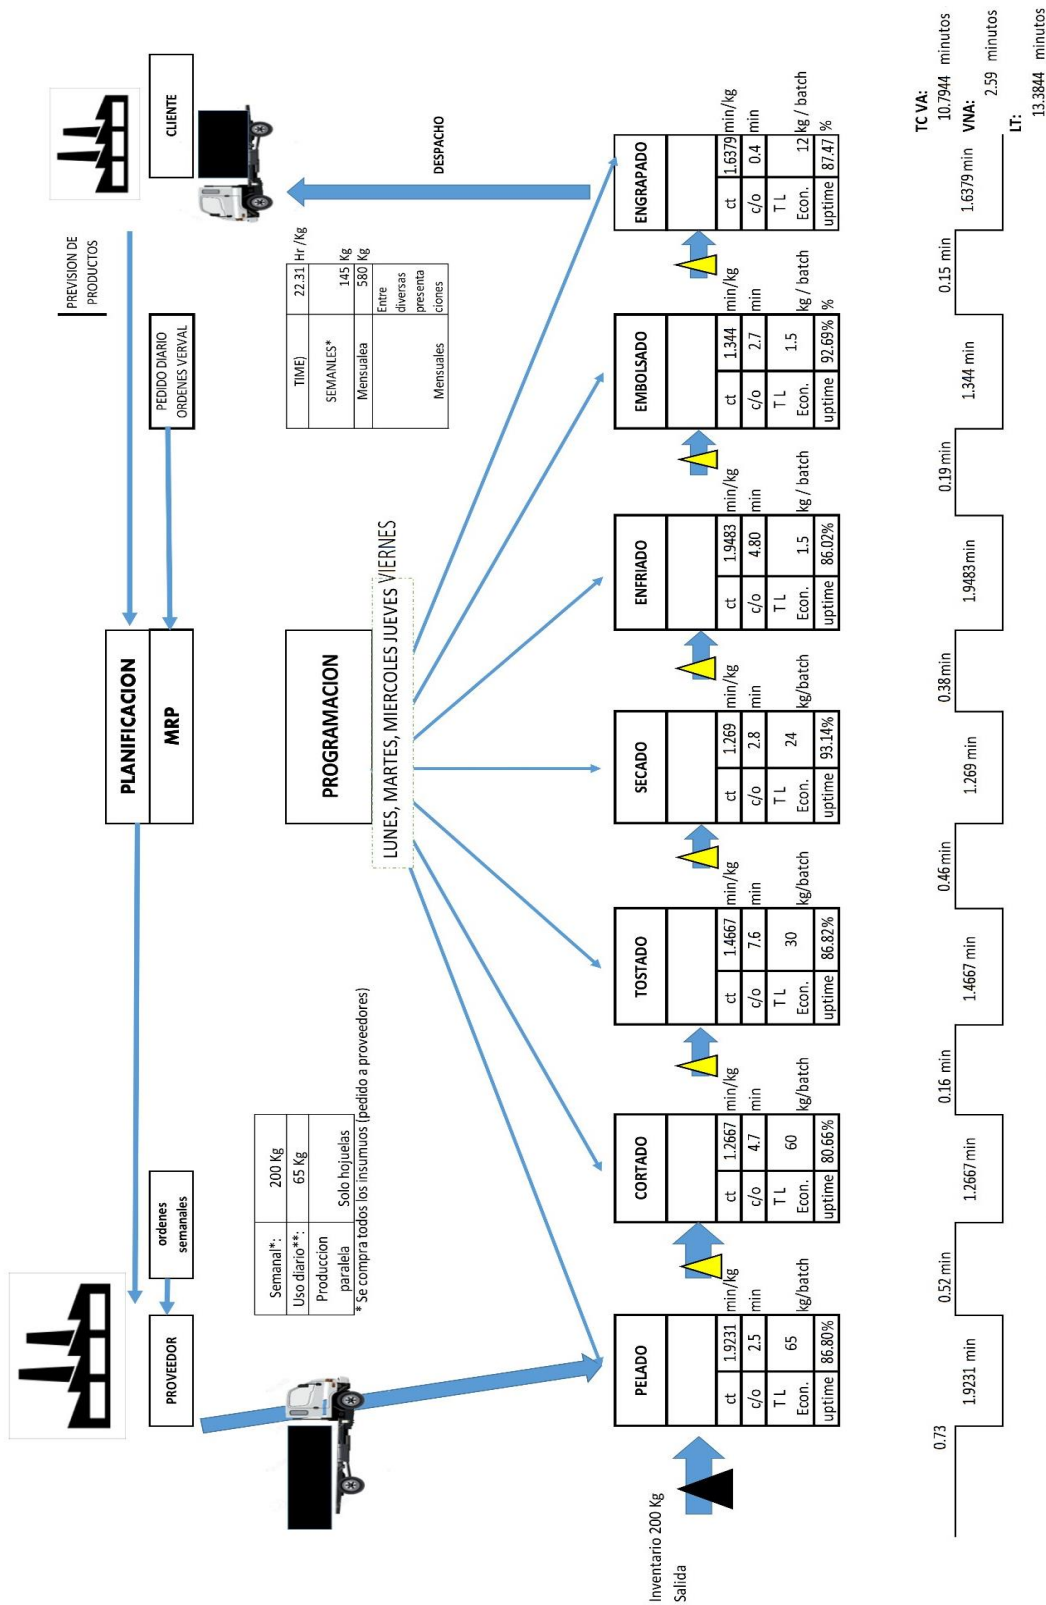 PROVEEDOR
ordenes
semanales
PLANIFICACION
MRP
PREVISION DE
PRODUCTOS
PEDIDO DIARIO
ORDENES VERVAL
CLIENTE
Semanal*: 200 Kg
Uso diario**: 65 Kg
Produccion
paralela Solo hojuelas
* Se compra todos los insumuos (pedido a proveedores)
PROGRAMACION
LUNES, MARTES, MIERCOLES JUEVES VIERNES
TIME) 22.31 Hr /Kg
SEMANLES* 145 Kg
Mensualea 580 Kg
Entre
diversas
presenta
ciones
Mensuales
DESPACHO
Inventario 200 Kg
Salida
PELADO
ct 1.9231 min/kg
c/o 2.5 min
T L
Econ. 65 kg/batch
uptime 86.80%
CORTADO
ct 1.2667 min/kg
c/o 4.7 min
T L
Econ. 60 kg/batch
uptime 80.66%
TOSTADO
ct 1.4667 min/kg
c/o 7.6 min
T L
Econ. 30 kg/batch
uptime 86.82%
SECADO
ct 1.269 min/kg
c/o 2.8 min
T L
Econ. 24 kg/batch
uptime 93.14%
ENFRIADO
ct 1.9483 min/kg
c/o 4.80 min
T L
Econ. 1.5 kg / batch
uptime 86.02%
EMBOLSADO
ct 1.344 min/kg
c/o 2.7 min
T L
Econ. 1.5 kg / batch
uptime 92.69% %
ENGRAPADO
ct 1.6379 min/kg
c/o 0.4 min
T L
Econ. 12 kg / batch
uptime 87.47 %
0.73
1.9231 min
0.52 min
1.2667 min
0.16 min
1.4667 min
0.46 min
1.269 min
0.38min
1.9483 min
0.19 min
1.344 min
0.15 min
1.6379 min
TC VA:
10.7944 minutos
VNA:
2.59 minutos
LT:
13.3844 minutos